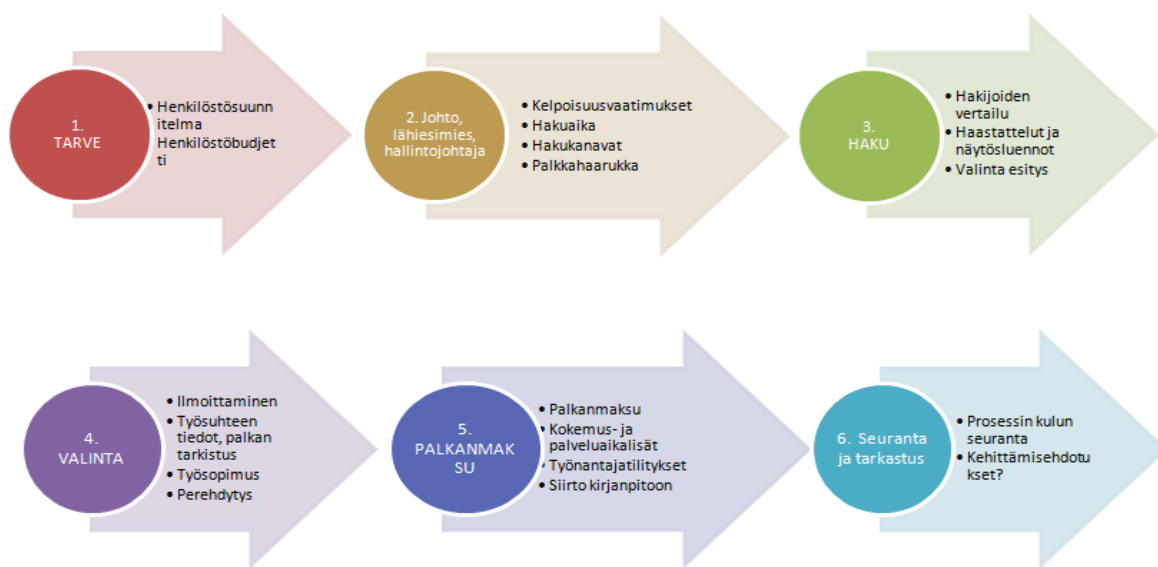 1.
TARVE
• Henkilöstösuunn
itelma
Henkilöstöbudjet
ti
2. Johto,
lähiesimies,
hallintojohtaja
• Kelpoisuusvaatimukset
• Hakuaika
• Hakukanavat
• Palkkahaarukka
3.
HAKU
• Hakijoiden
vertailu
• Haastattelut ja
näytösluennot
• Valinta esitys
4.
VALINTA
• Ilmoittaminen
• Työsuhteen
tiedot, palkan
tarkistus
• Työsopimus
• Perehdytys
5.
PALKANMAK
SU
• Palkanmaksu
• Kokemus- ja
palveluaikalisät
• Työnantajatilitykset
• Siirto kirjanpitoon
6. Seuranta
ja tarkastus
• Prosessin kulun
seuranta
• Kehittämisehdotu
kset?